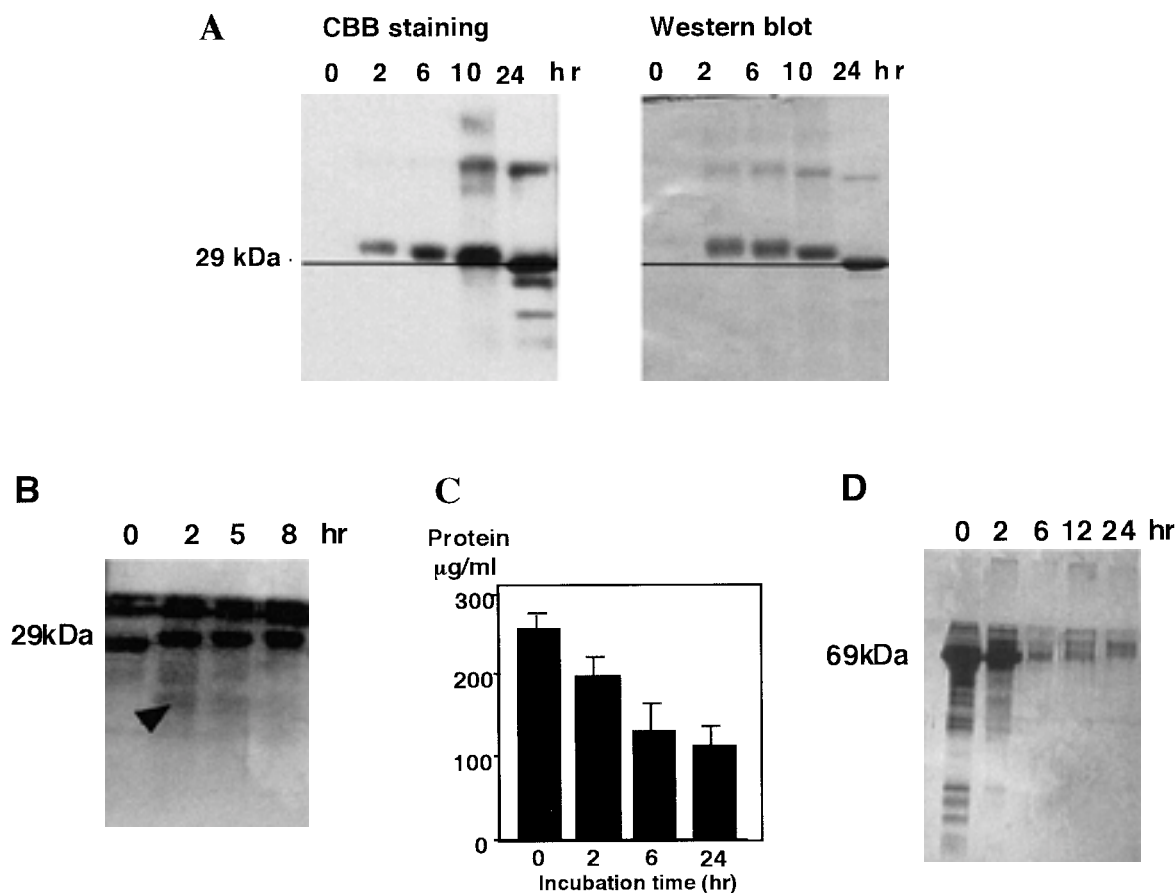 A CBB staining Western blot
0 2 6 10 24 hr 0 2 6 10 24 hr
29 kDa
B C D
0 2 5 8 hr
29kDa
Protein
µg/ml
300
200
100
0
0 2 6 24
Incubation time (hr)
0 2 6 12 24
69kDa